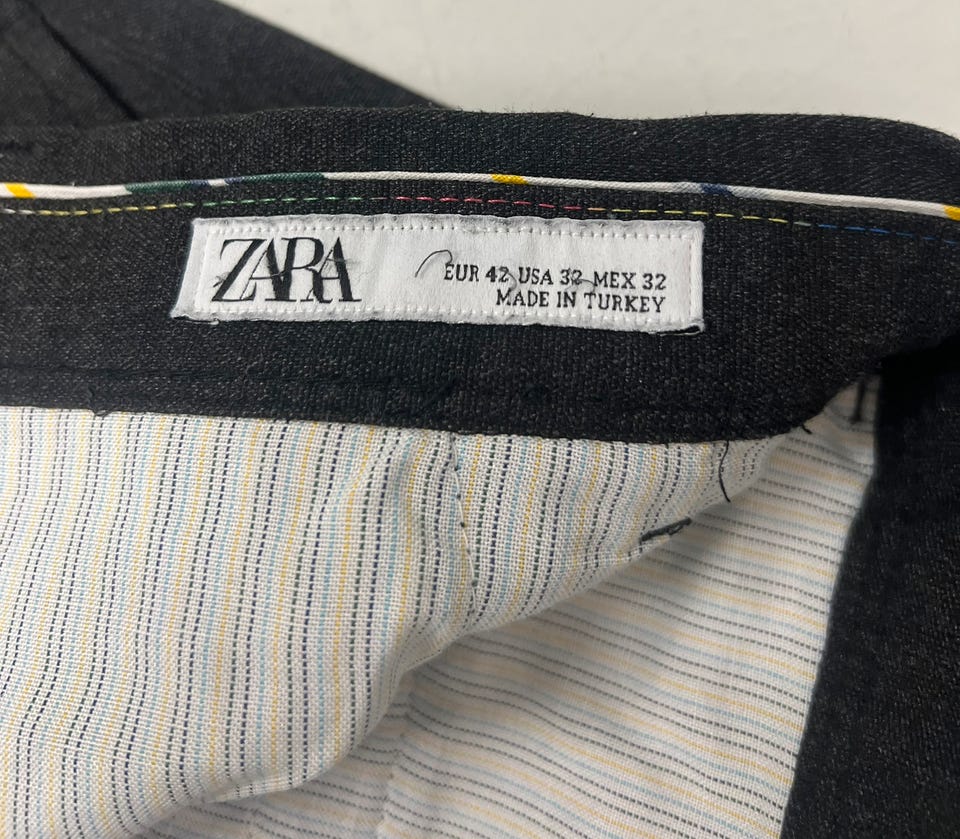 ZARA
EUR 42 USA 32 MEX 32
MADE IN TURKEY